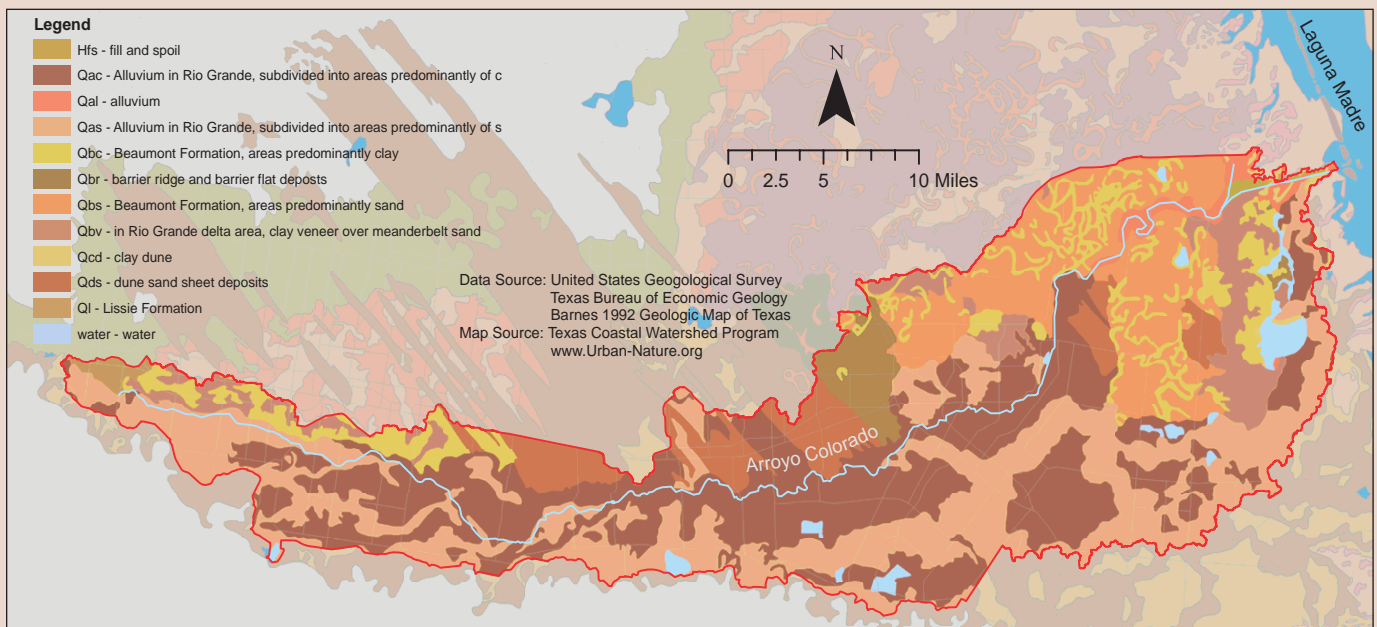 Legend
Hfs - fill and spoil
Qac - Alluvium in Rio Grande, subdivided into areas predominantly of c
Qal - alluvium
Qas - Alluvium in Rio Grande, subdivided into areas predominantly of s
Qbc - Beaumont Formation, areas predominantly clay
Qbr - barrier ridge and barrier flat deposts
Qbs - Beaumont Formation, areas predominantly sand
Qbv - in Rio Grande delta area, clay veneer over meanderbelt sand
Qcd - clay dune
Qds - dune sand sheet deposits
Ql - Lissie Formation
water - water
N
0 2.5 5 10 Miles
Laguna Madre
Data Source: United States Geogological Survey
Texas Bureau of Economic Geology
Barnes 1992 Geologic Map of Texas
Map Source: Texas Coastal Watershed Program
www.Urban-Nature.org
Arroyo Colorado